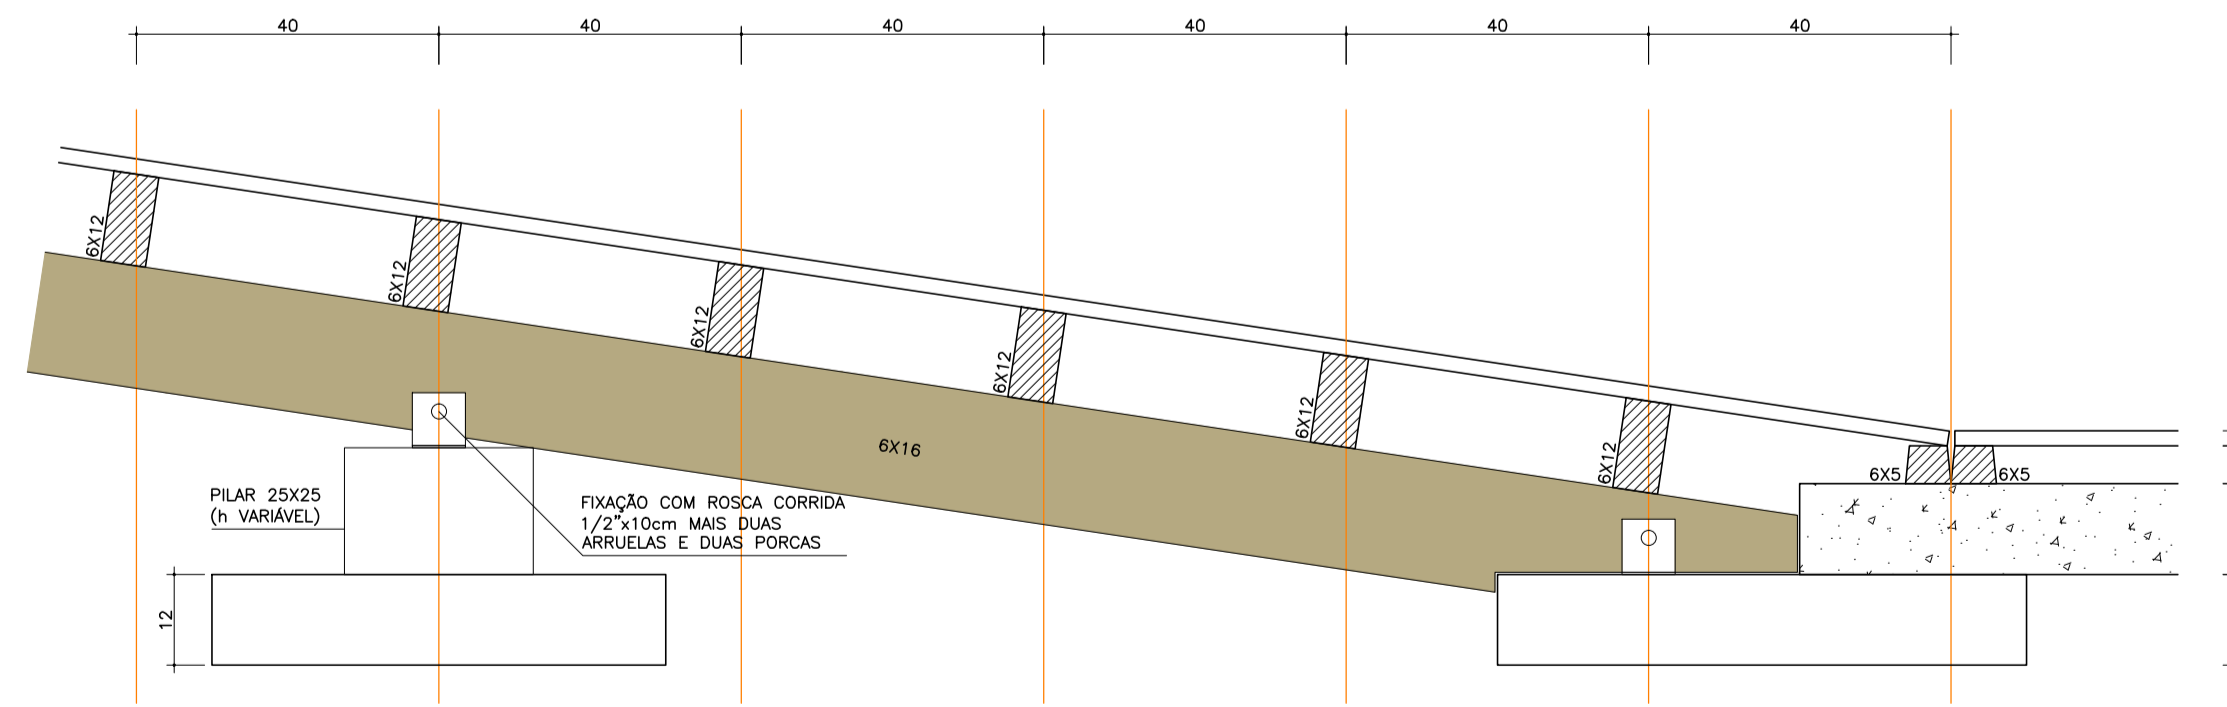 40
40
40
40
40
40
6X12
6X12
6X12
6X12
6X12
6X12
6X16
6X5
6X5
PILAR 25X25
(h VARIÁVEL)
FIXAÇÃO COM ROSCA CORRIDA
1/2"x10cm MAIS DUAS
ARRUELAS E DUAS PORCAS
12